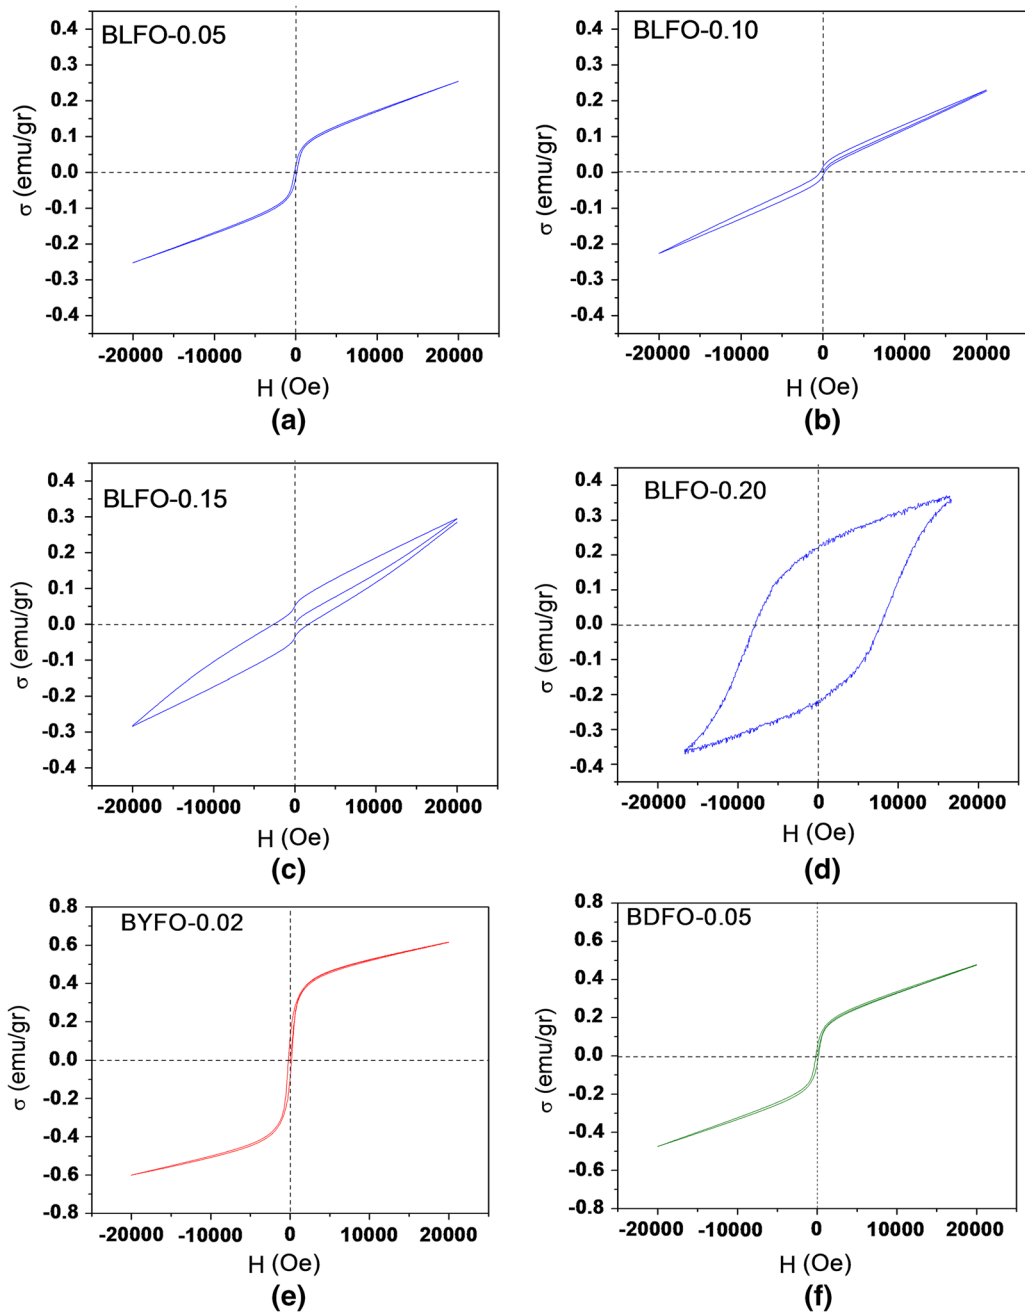 BLFO-0.05
0.4
0.3
0.2
0.1
0.0
-0.1
-0.2
-0.3
-0.4
σ (emu/gr)
-20000 -10000 0 10000 20000
H (Oe)
(a)
BLFO-0.10
0.4
0.3
0.2
0.1
0.0
-0.1
-0.2
-0.3
-0.4
σ (emu/gr)
-20000 -10000 0 10000 20000
H (Oe)
(b)
BLFO-0.15
0.4
0.3
0.2
0.1
0.0
-0.1
-0.2
-0.3
-0.4
σ (emu/gr)
-20000 -10000 0 10000 20000
H (Oe)
(c)
BLFO-0.20
0.4
0.3
0.2
0.1
0.0
-0.1
-0.2
-0.3
-0.4
σ (emu/gr)
-20000 -10000 0 10000 20000
H (Oe)
(d)
BYFO-0.02
0.8
0.6
0.4
0.2
0.0
-0.2
-0.4
-0.6
-0.8
σ (emu/gr)
-20000 -10000 0 10000 20000
H (Oe)
(e)
BDFO-0.05
0.8
0.6
0.4
0.2
0.0
-0.2
-0.4
-0.6
-0.8
σ (emu/gr)
-20000 -10000 0 10000 20000
H (Oe)
(f)